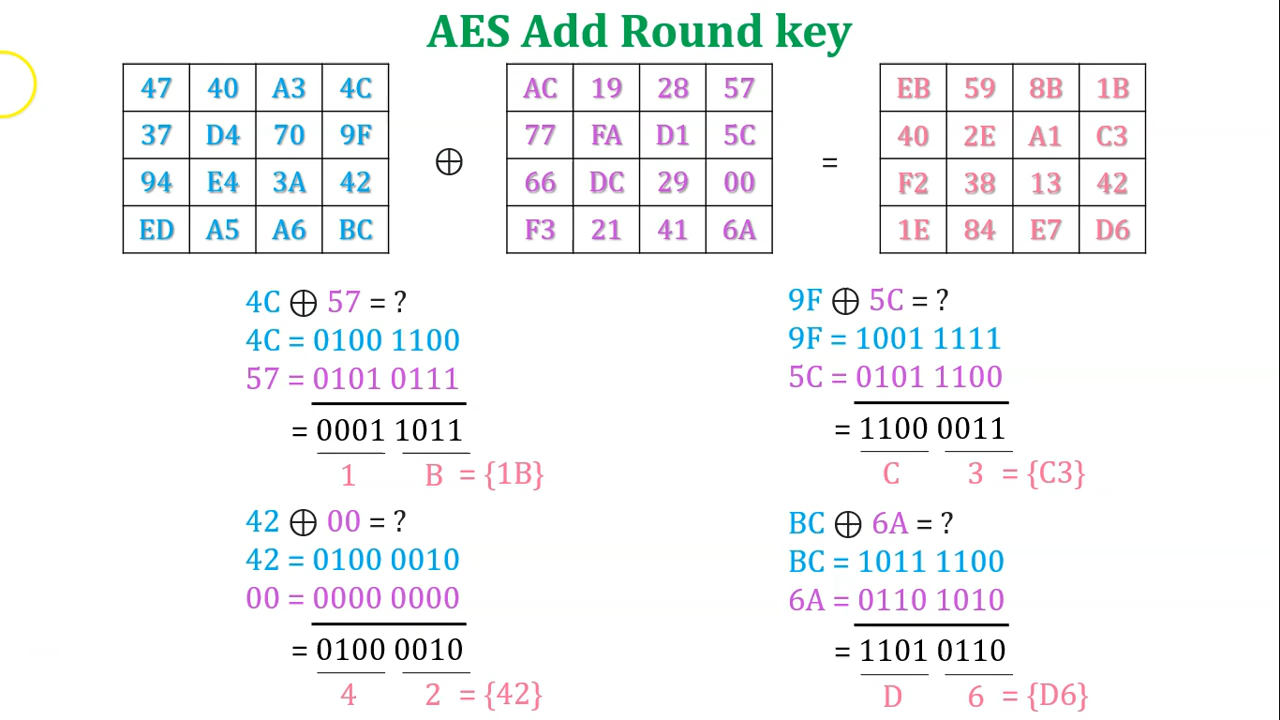 AES Add Round key
47 40 A3 4C AC 19 28 57 EB 59 8B 1B
37 D4 70 9F 77 FA D1 5C 40 2E A1 C3
⊕ =
94 E4 3A 42 66 DC 29 00 F2 38 13 42
ED A5 A6 BC F3 21 41 6A 1E 84 E7 D6
4C ⊕ 57 = ?
4C = 0100 1100
57 = 0101 0111
= 0001 1011
1 B = {1B}
9F ⊕ 5C = ?
9F = 1001 1111
5C = 0101 1100
= 1100 0011
C 3 = {C3}
42 ⊕ 00 = ?
42 = 0100 0010
00 = 0000 0000
= 0100 0010
4 2 = {42}
BC ⊕ 6A = ?
BC = 1011 1100
6A = 0110 1010
= 1101 0110
D 6 = {D6}